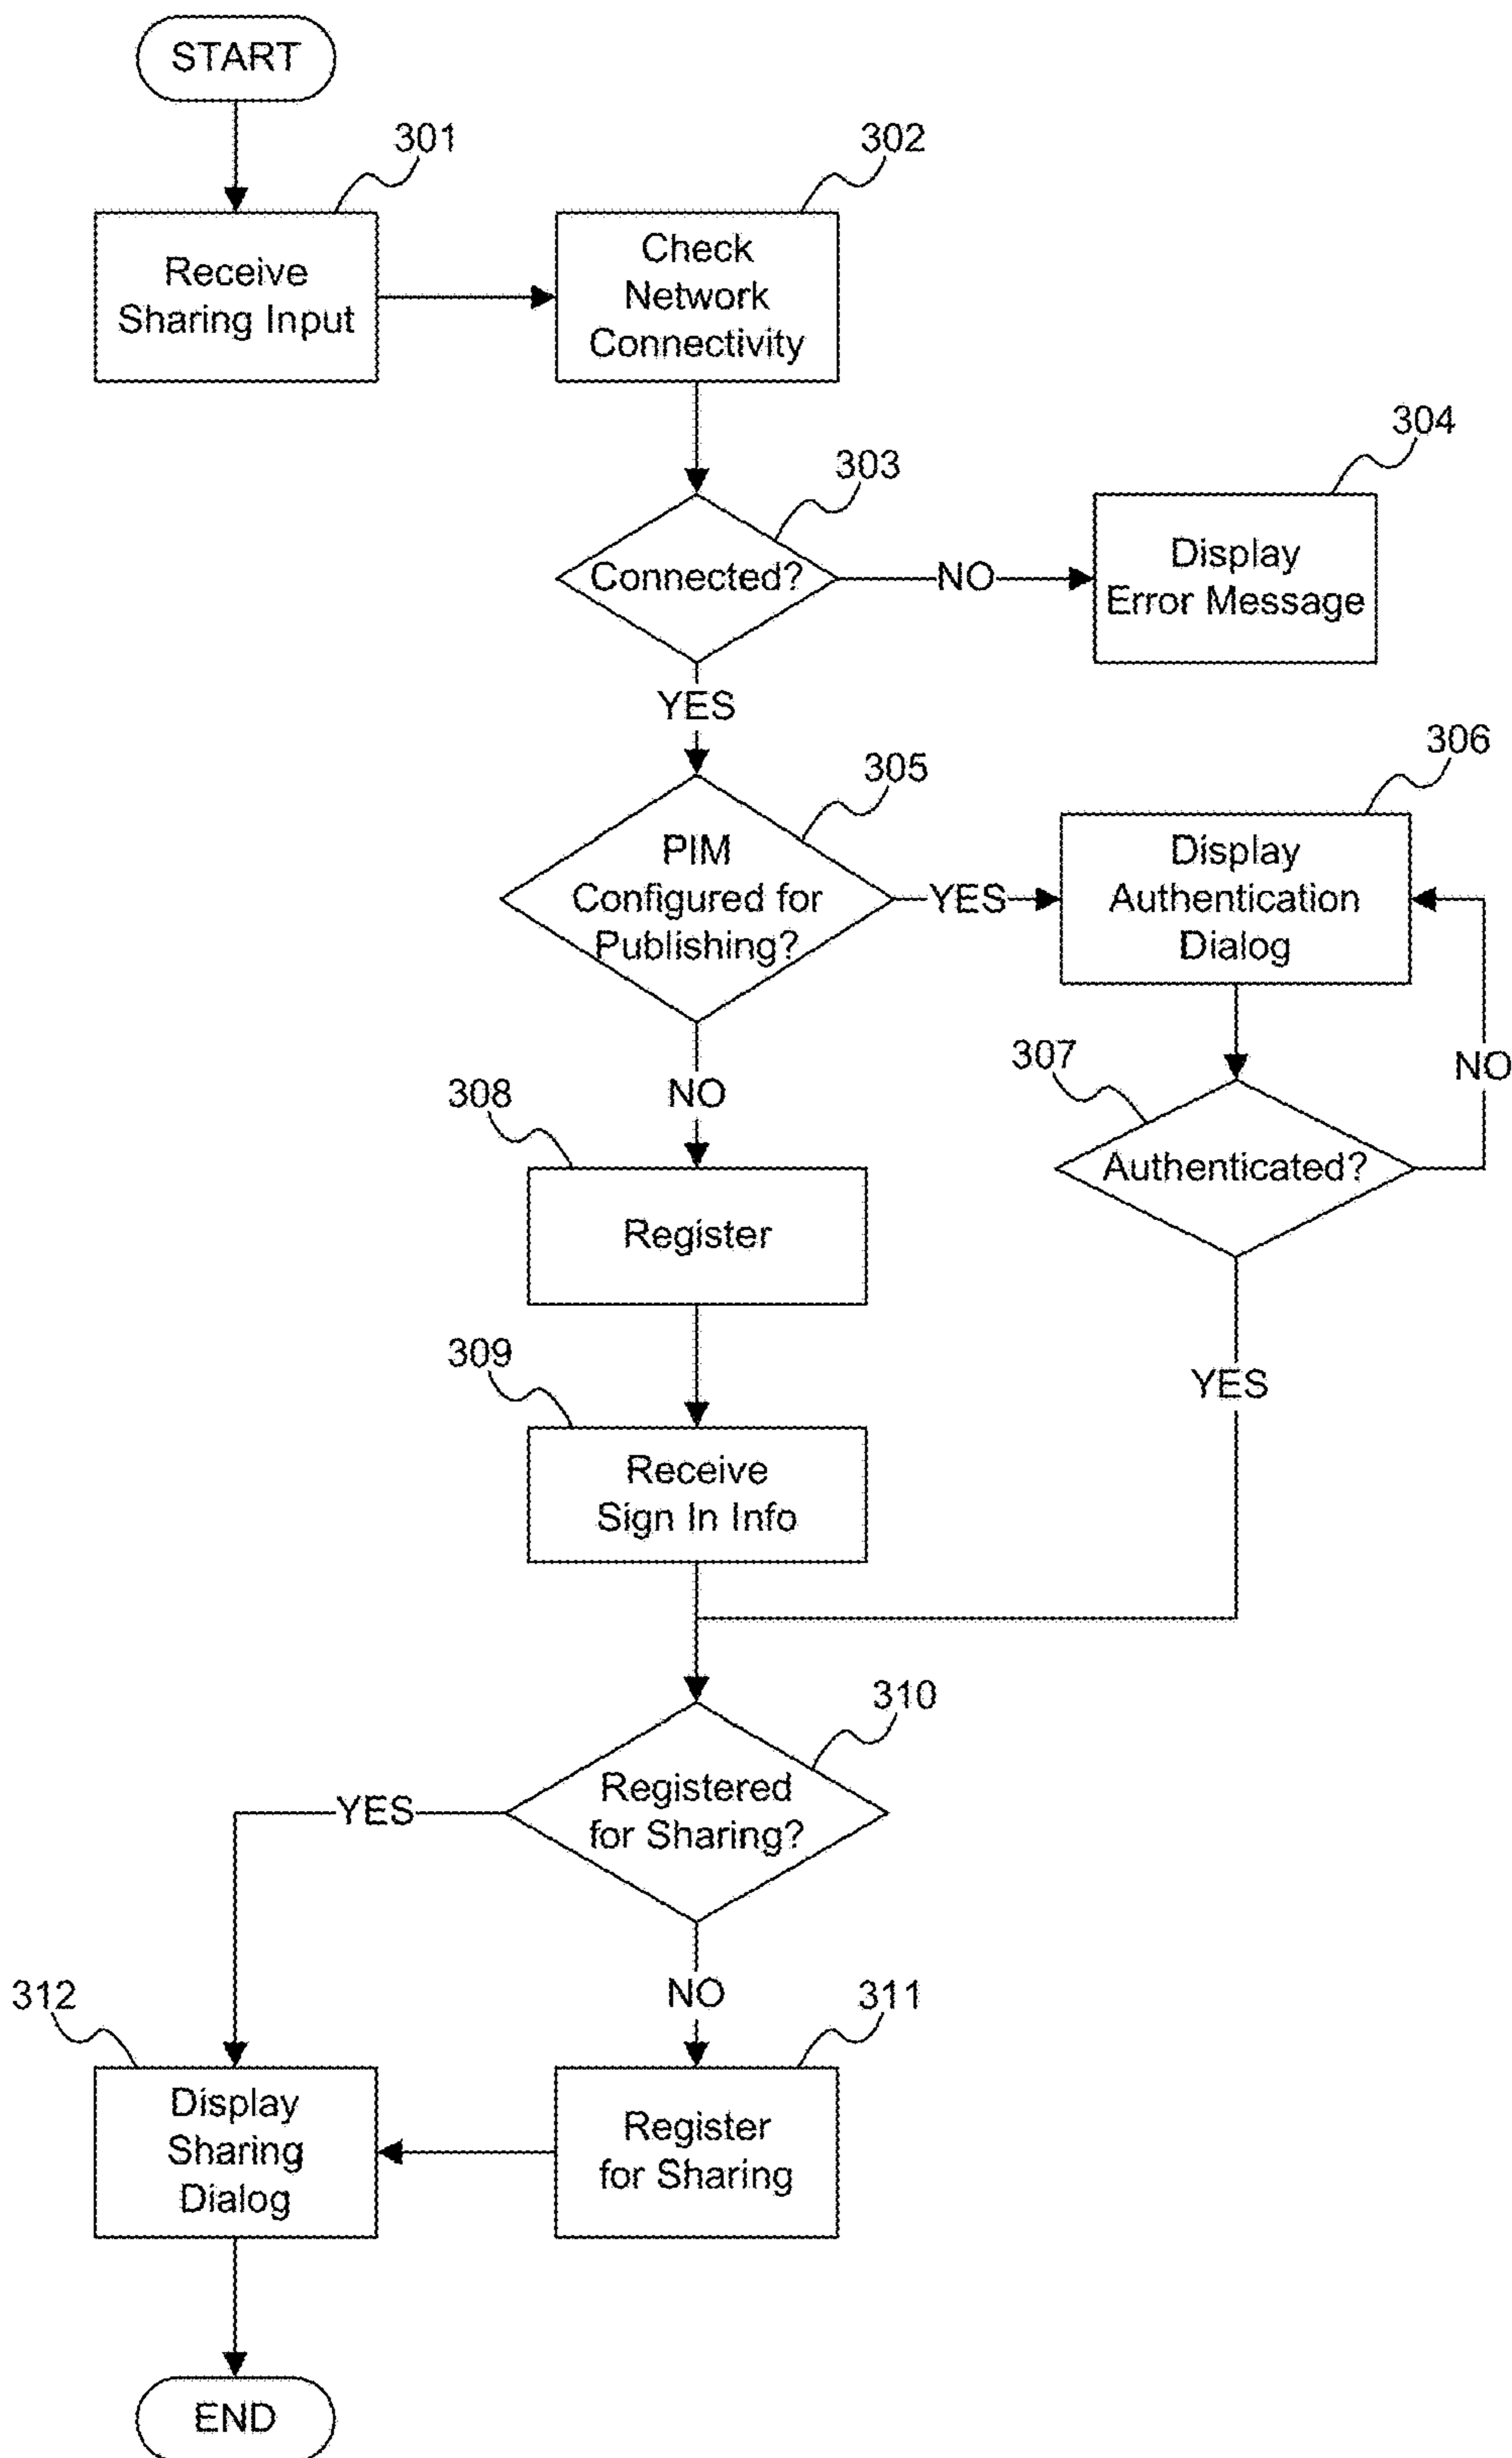 START
301
302
Receive
Sharing Input
Check
Network
Connectivity
303
304
Connected?
NO
Display
Error Message
YES
305
306
PIM
Configured for
Publishing?
YES
Display
Authentication
Dialog
NO
307
308
NO
Authenticated?
Register
309
YES
Receive
Sign In Info
310
Registered
for Sharing?
YES
312
NO
311
Display
Sharing
Dialog
Register
for Sharing
END